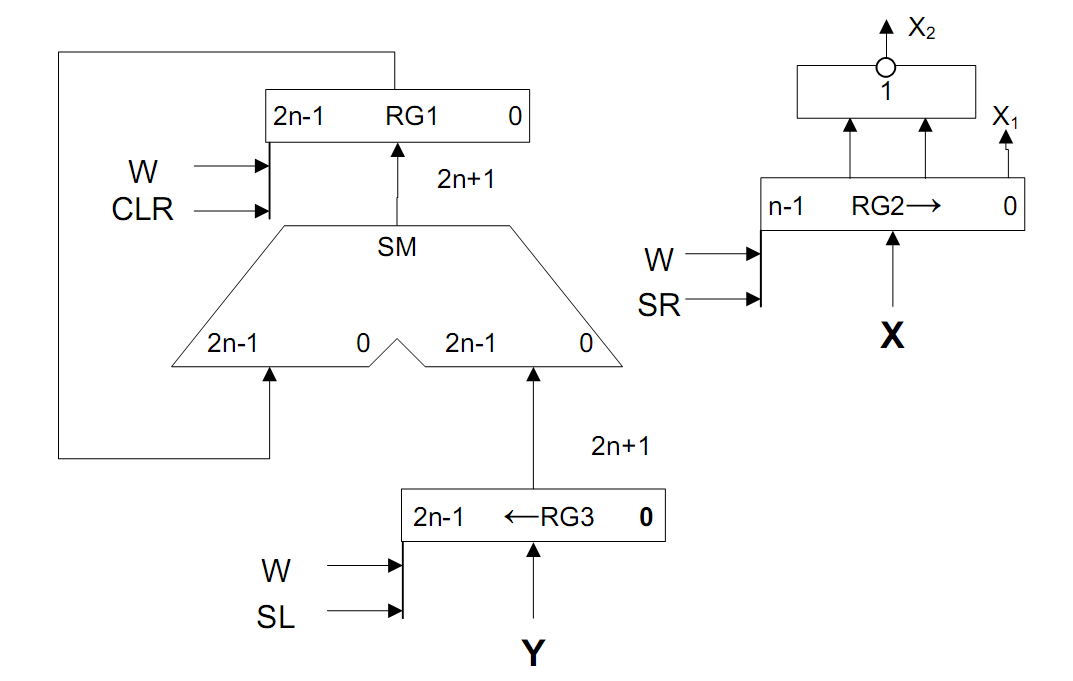 X₂
1
X₁
2n-1 RG1 0
W
CLR
2n+1
n-1 RG2→ 0
W
SR
X
SM
2n-1 0 2n-1 0
2n+1
2n-1 ←RG3 0
W
SL
Y